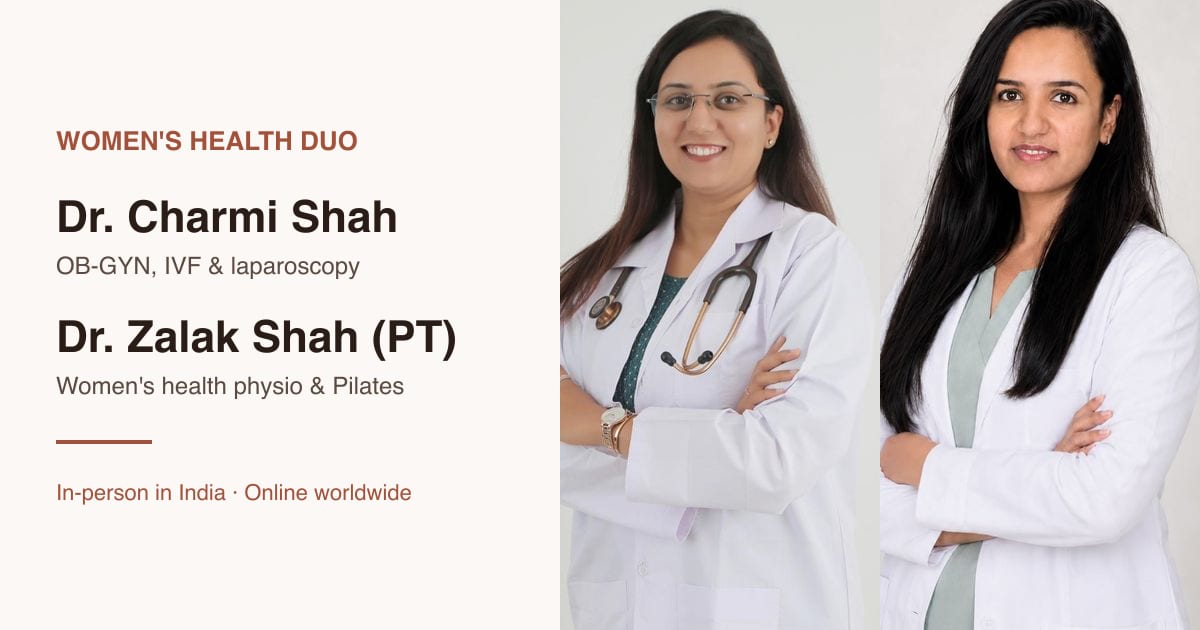 WOMEN'S HEALTH DUO
Dr. Charmi Shah
OB-GYN, IVF & laparoscopy
Dr. Zalak Shah (PT)
Women's health physio & Pilates
In-person in India · Online worldwide